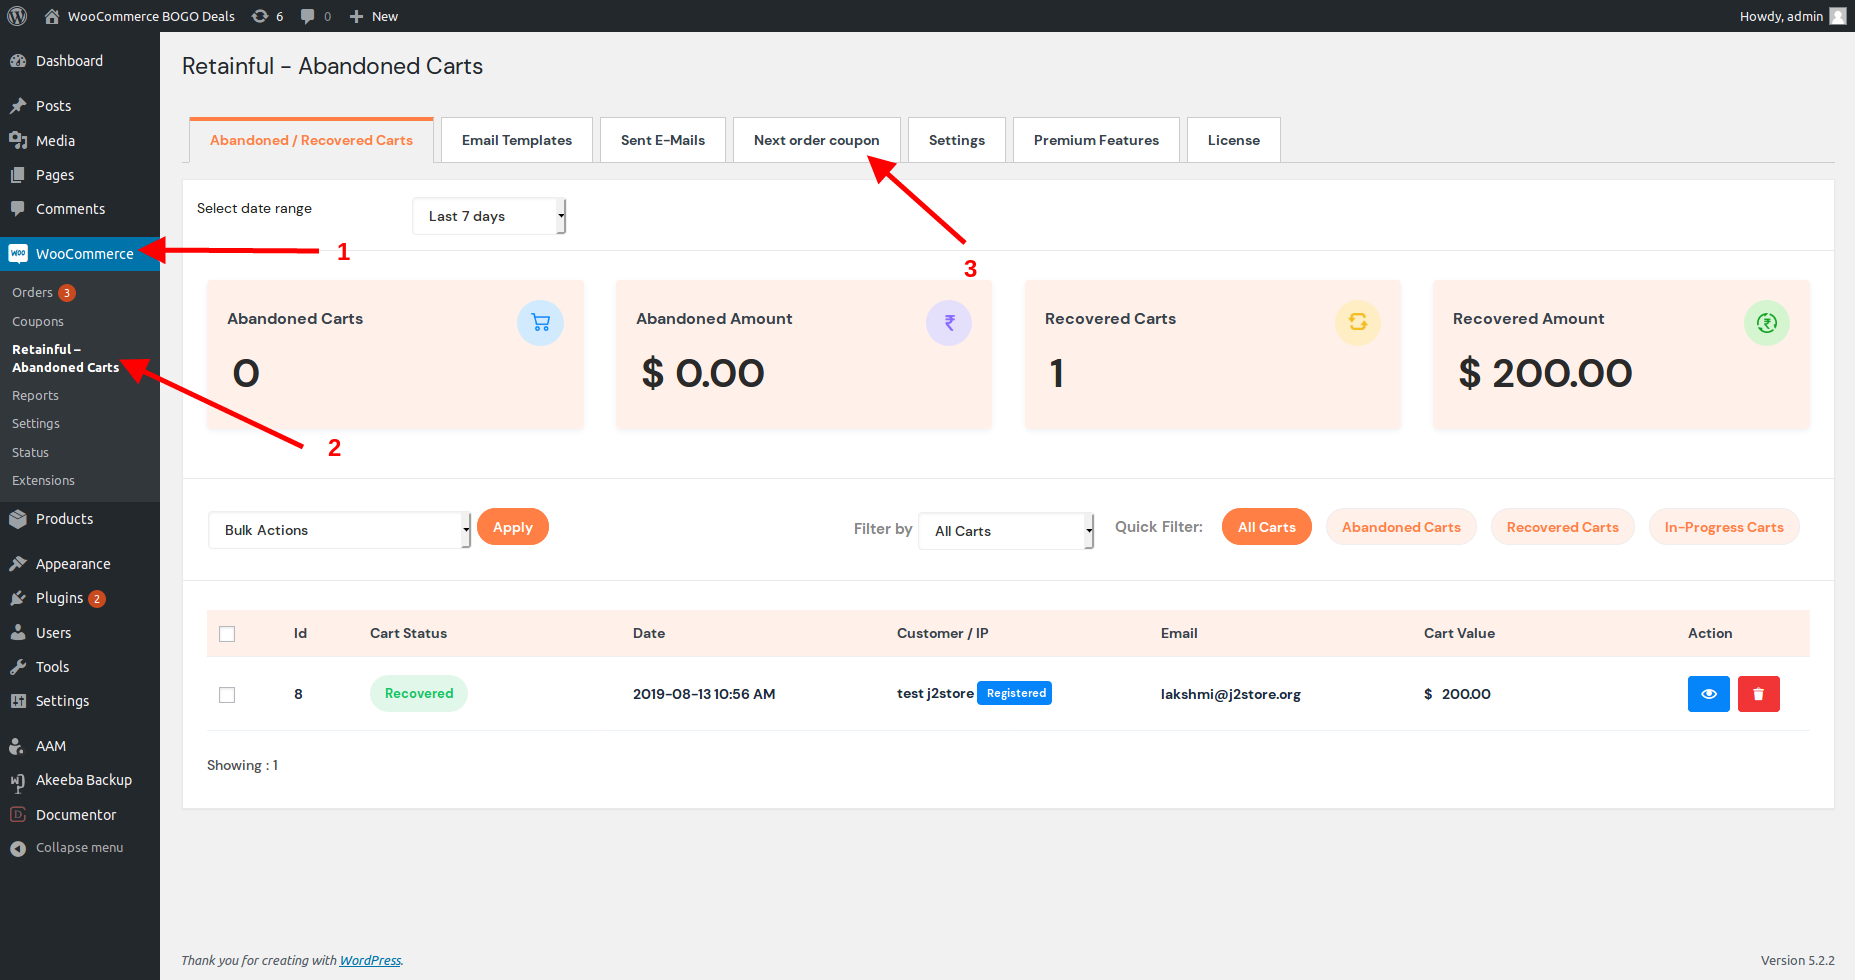 WooCommerce BOGO Deals 6 0 New Howdy, admin
Dashboard
Posts
Media
Pages
Comments
WooCommerce
Orders 3
Coupons
Retainful –
Abandoned Carts
Reports
Settings
Status
Extensions
Products
Appearance
Plugins 2
Users
Tools
Settings
AAM
Akeeba Backup
Documentor
Collapse menu
Retainful - Abandoned Carts
Abandoned / Recovered Carts Email Templates Sent E-Mails Next order coupon Settings Premium Features License
Select date range Last 7 days
1
2
3
Abandoned Carts
0
Abandoned Amount
$ 0.00
Recovered Carts
1
Recovered Amount
$ 200.00
Bulk Actions Apply Filter by All Carts Quick Filter: All Carts Abandoned Carts Recovered Carts In-Progress Carts
Id Cart Status Date Customer / IP Email Cart Value Action
8 Recovered 2019-08-13 10:56 AM test j2store Registered lakshmi@j2store.org $ 200.00
Showing : 1
Thank you for creating with WordPress. Version 5.2.2